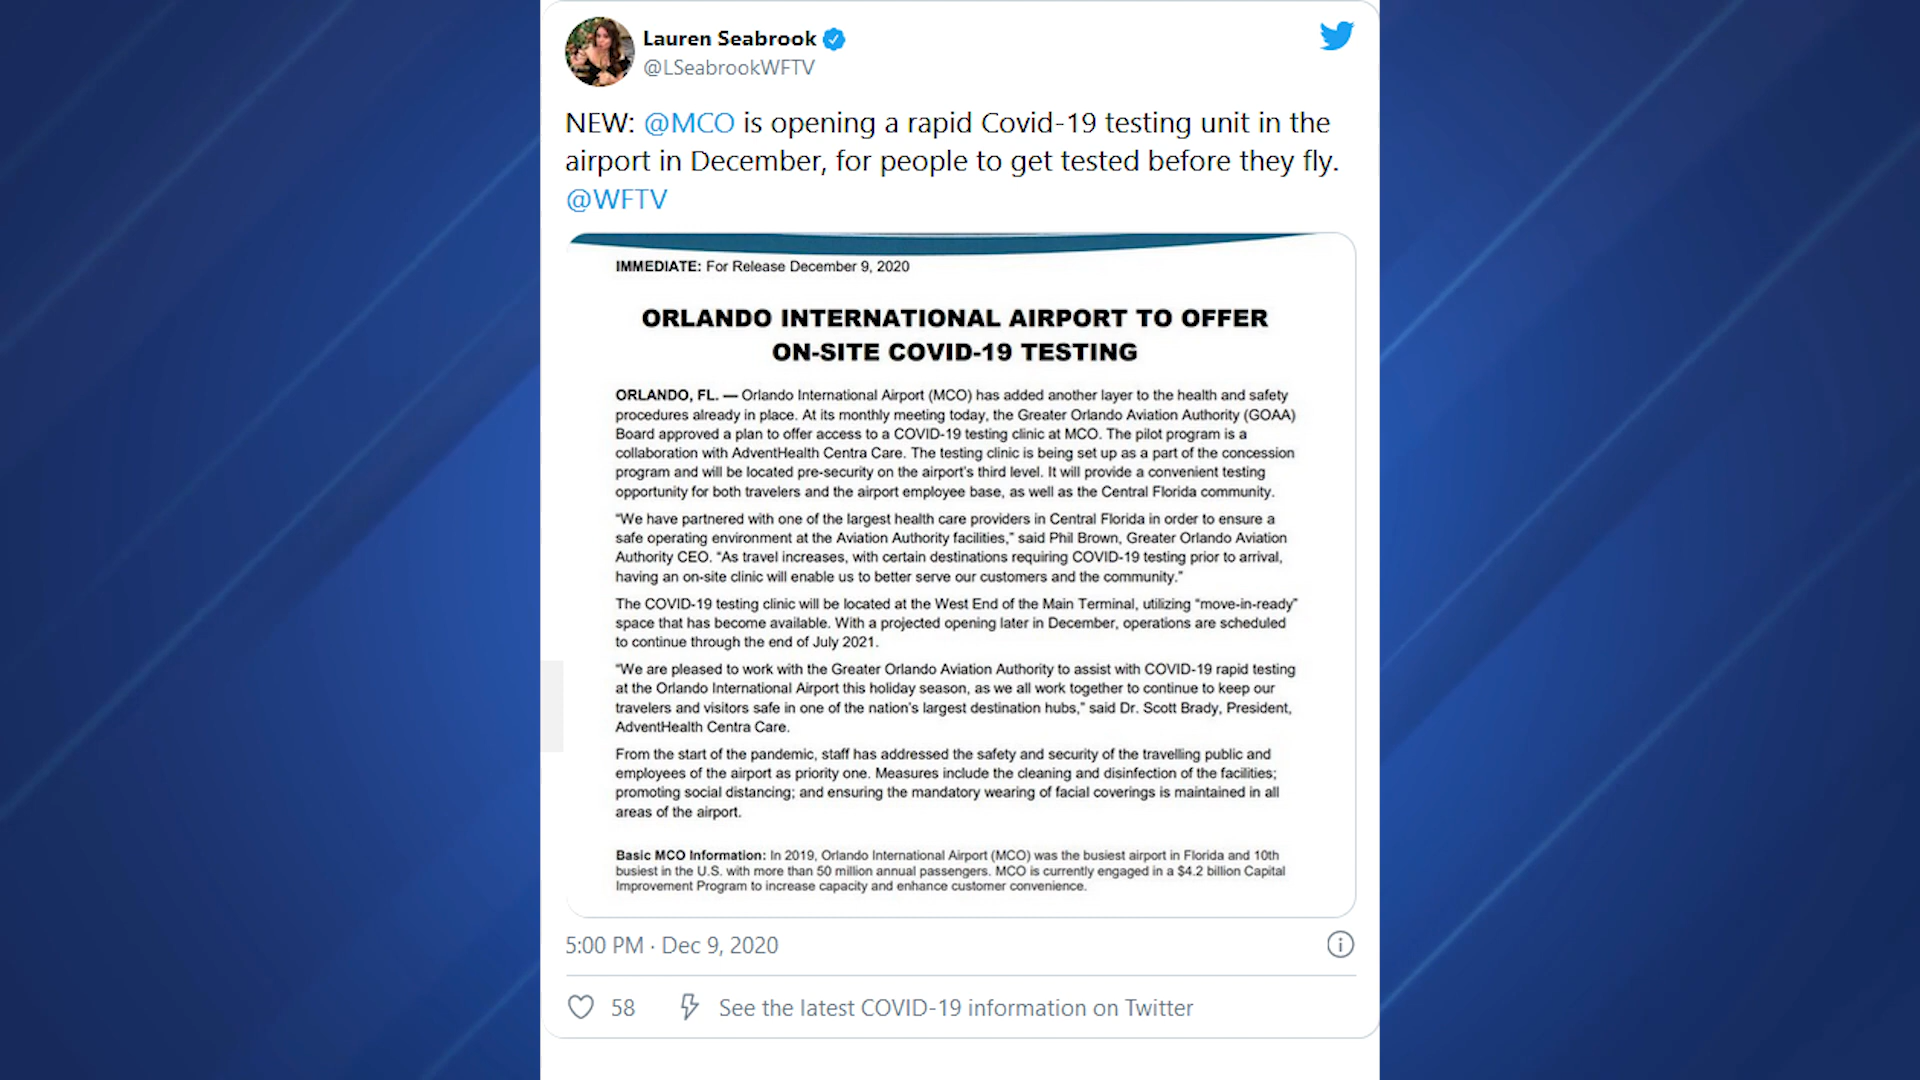 Lauren Seabrook
@LSeabrookWFTV
NEW: @MCO is opening a rapid Covid-19 testing unit in the
airport in December, for people to get tested before they fly.
@WFTV
IMMEDIATE: For Release December 9, 2020
ORLANDO INTERNATIONAL AIRPORT TO OFFER
ON-SITE COVID-19 TESTING
ORLANDO, FL. — Orlando International Airport (MCO) has added another layer to the health and safety
procedures already in place. At its monthly meeting today, the Greater Orlando Aviation Authority (GOAA)
Board approved a plan to offer access to a COVID-19 testing clinic at MCO. The pilot program is a
collaboration with AdventHealth Centra Care. The testing clinic is being set up as a part of the concession
program and will be located pre-security on the airport's third level. It will provide a convenient testing
opportunity for both travelers and the airport employee base, as well as the Central Florida community.
"We have partnered with one of the largest health care providers in Central Florida in order to ensure a
safe operating environment at the Aviation Authority facilities," said Phil Brown, Greater Orlando Aviation
Authority CEO. "As travel increases, with certain destinations requiring COVID-19 testing prior to arrival,
having an on-site clinic will enable us to better serve our customers and the community."
The COVID-19 testing clinic will be located at the West End of the Main Terminal, utilizing "move-in-ready"
space that has become available. With a projected opening later in December, operations are scheduled
to continue through the end of July 2021.
"We are pleased to work with the Greater Orlando Aviation Authority to assist with COVID-19 rapid testing
at the Orlando International Airport this holiday season, as we all work together to continue to keep our
travelers and visitors safe in one of the nation's largest destination hubs," said Dr. Scott Brady, President,
AdventHealth Centra Care.
From the start of the pandemic, staff has addressed the safety and security of the travelling public and
employees of the airport as priority one. Measures include the cleaning and disinfection of the facilities;
promoting social distancing; and ensuring the mandatory wearing of facial coverings is maintained in all
areas of the airport.
Basic MCO Information: In 2019, Orlando International Airport (MCO) was the busiest airport in Florida and 10th
busiest in the U.S. with more than 50 million annual passengers. MCO is currently engaged in a $4.2 billion Capital
Improvement Program to increase capacity and enhance customer convenience.
5:00 PM · Dec 9, 2020
58 See the latest COVID-19 information on Twitter